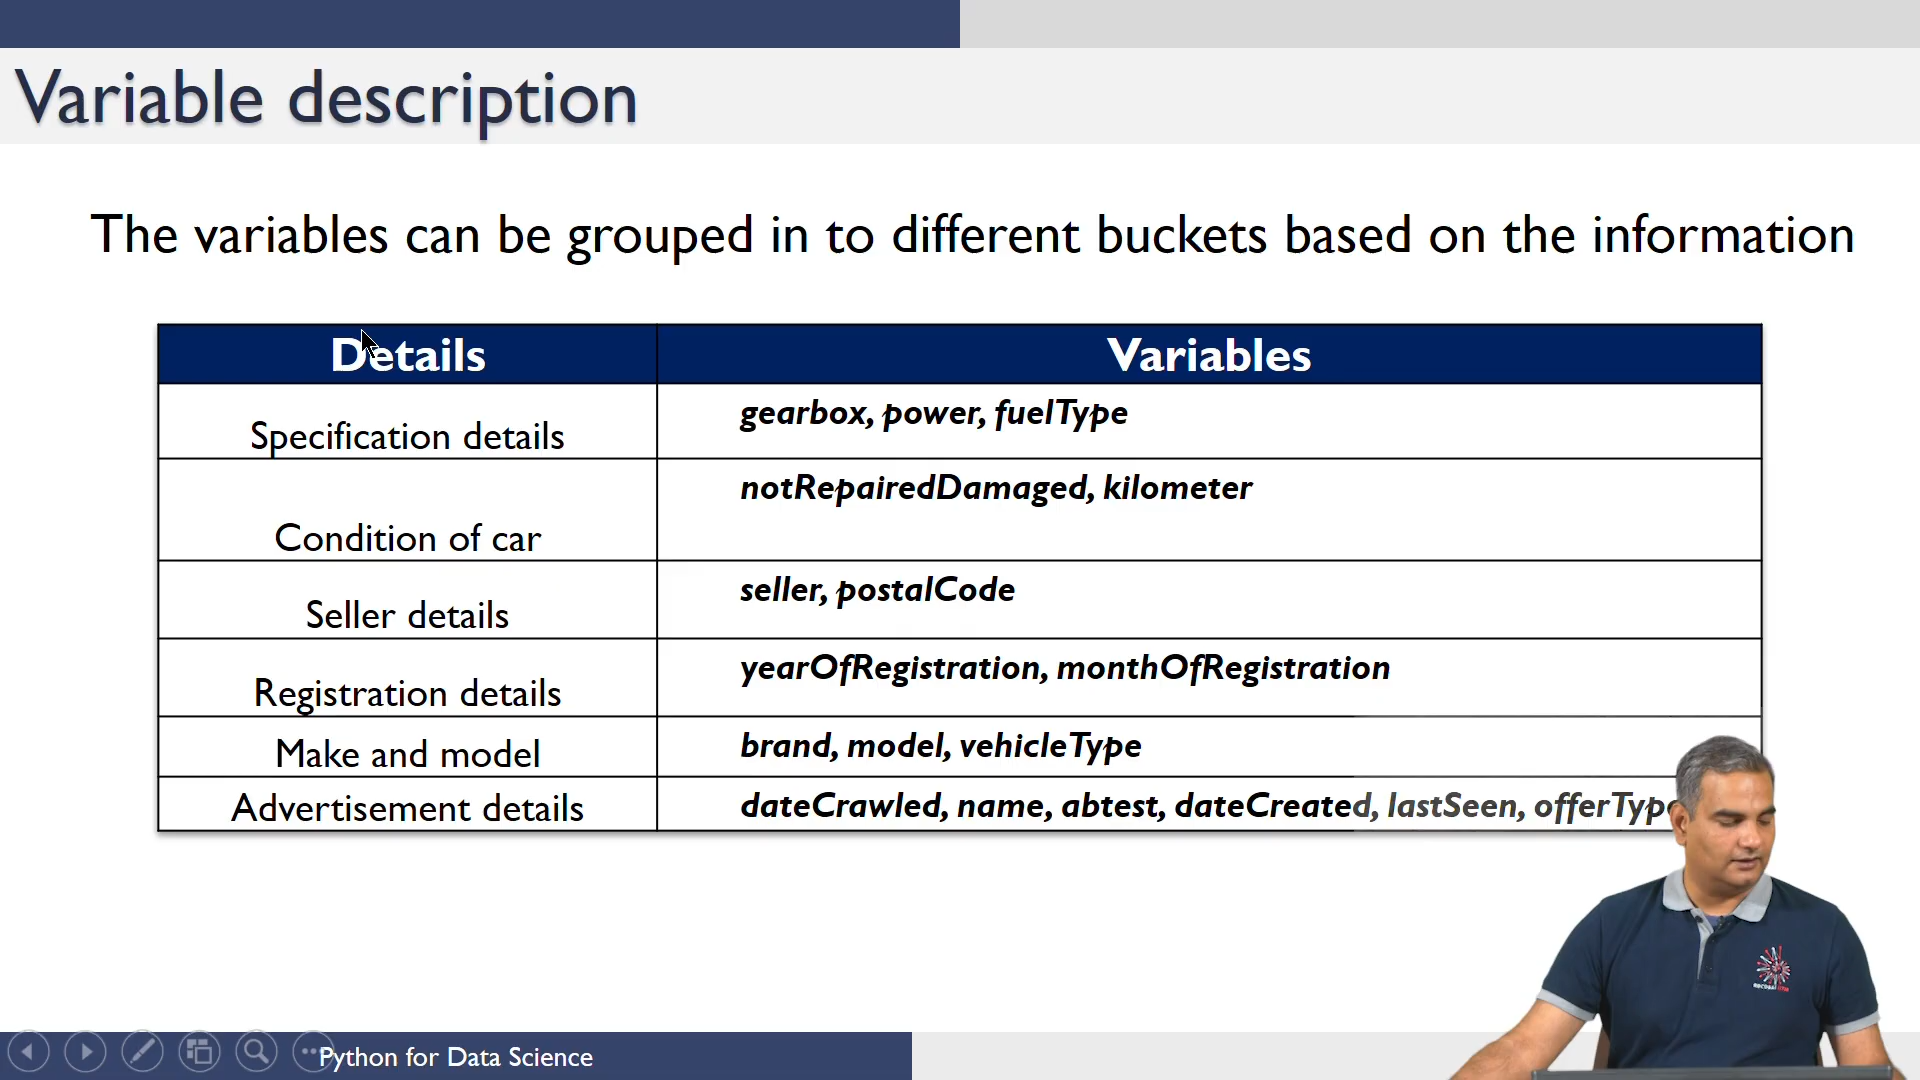 Variable description
The variables can be grouped in to different buckets based on the information
Details Variables
Specification details gearbox, power, fuelType
Condition of car notRepairedDamaged, kilometer
Seller details seller, postalCode
Registration details yearOfRegistration, monthOfRegistration
Make and model brand, model, vehicleType
Advertisement details dateCrawled, name, abtest, dateCreated, lastSeen, offerType
Python for Data Science